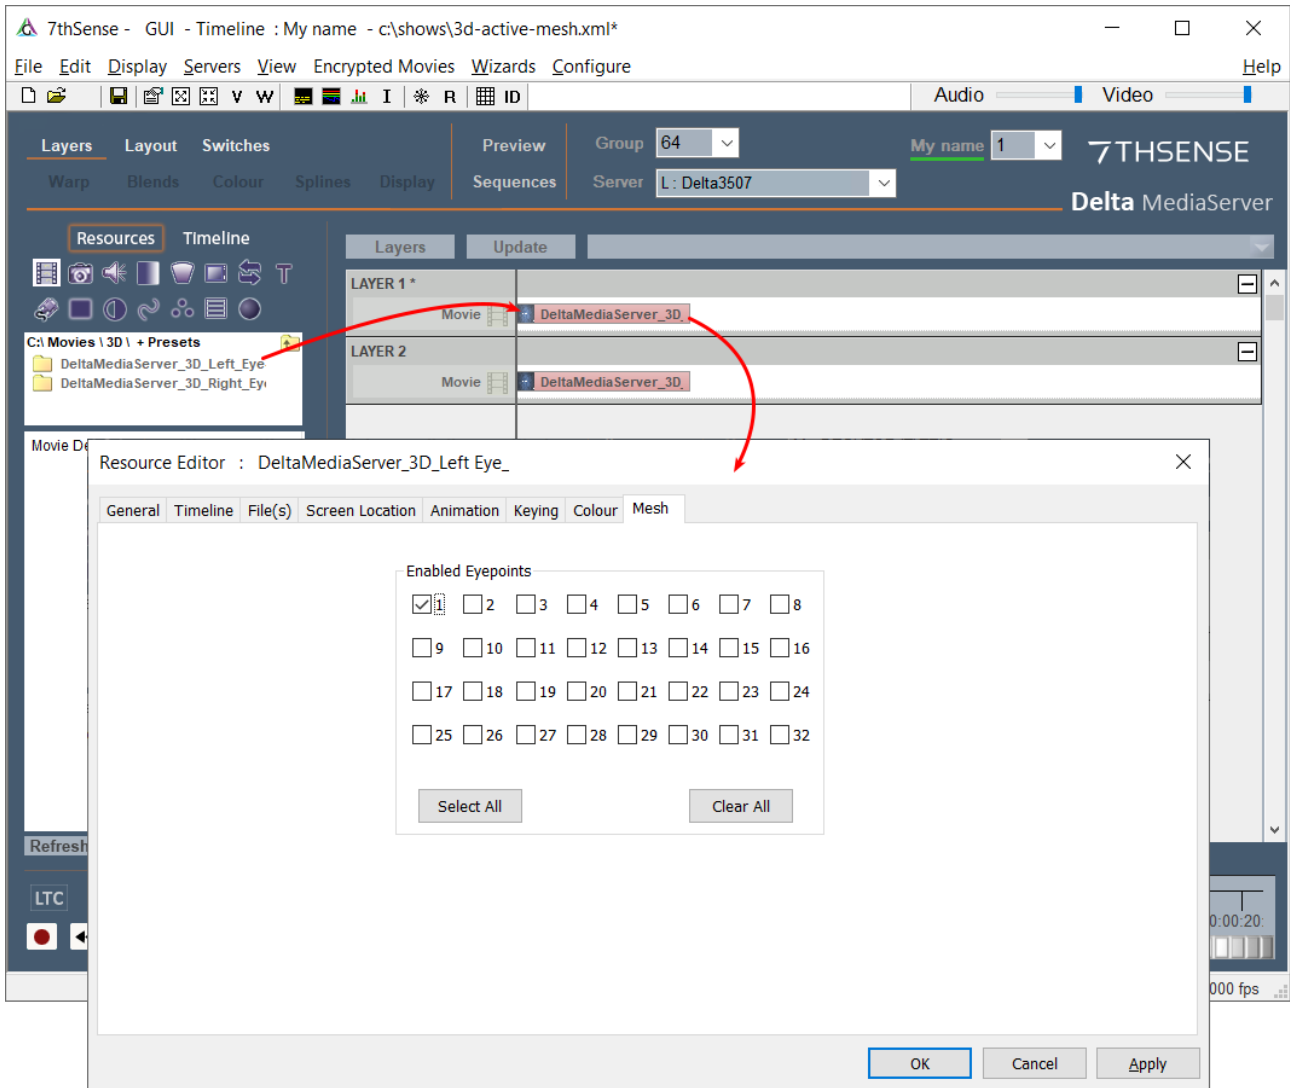 7thSense - GUI - Timeline : My name - c:\shows\3d-active-mesh.xml*
File Edit Display Servers View Encrypted Movies Wizards Configure Help
V W I R ID Audio Video
Layers Layout Switches Preview Group 64 My name 1 7THSENSE
Warp Blends Colour Splines Display Sequences Server L : Delta3507
Delta MediaServer
Resources Timeline
Layers Update
T
LAYER 1 *
Movie DeltaMediaServer_3D_
C:\ Movies \ 3D \ + Presets
LAYER 2
DeltaMediaServer_3D_Left_Eye
DeltaMediaServer_3D_Right_Eye
Movie DeltaMediaServer_3D_
Movie De
Resource Editor : DeltaMediaServer_3D_Left Eye_
General Timeline File(s) Screen Location Animation Keying Colour Mesh
Enabled Eyepoints
1 2 3 4 5 6 7 8
9 10 11 12 13 14 15 16
17 18 19 20 21 22 23 24
25 26 27 28 29 30 31 32
Select All Clear All
Refresh
LTC
0:00:20:
000 fps
OK Cancel Apply